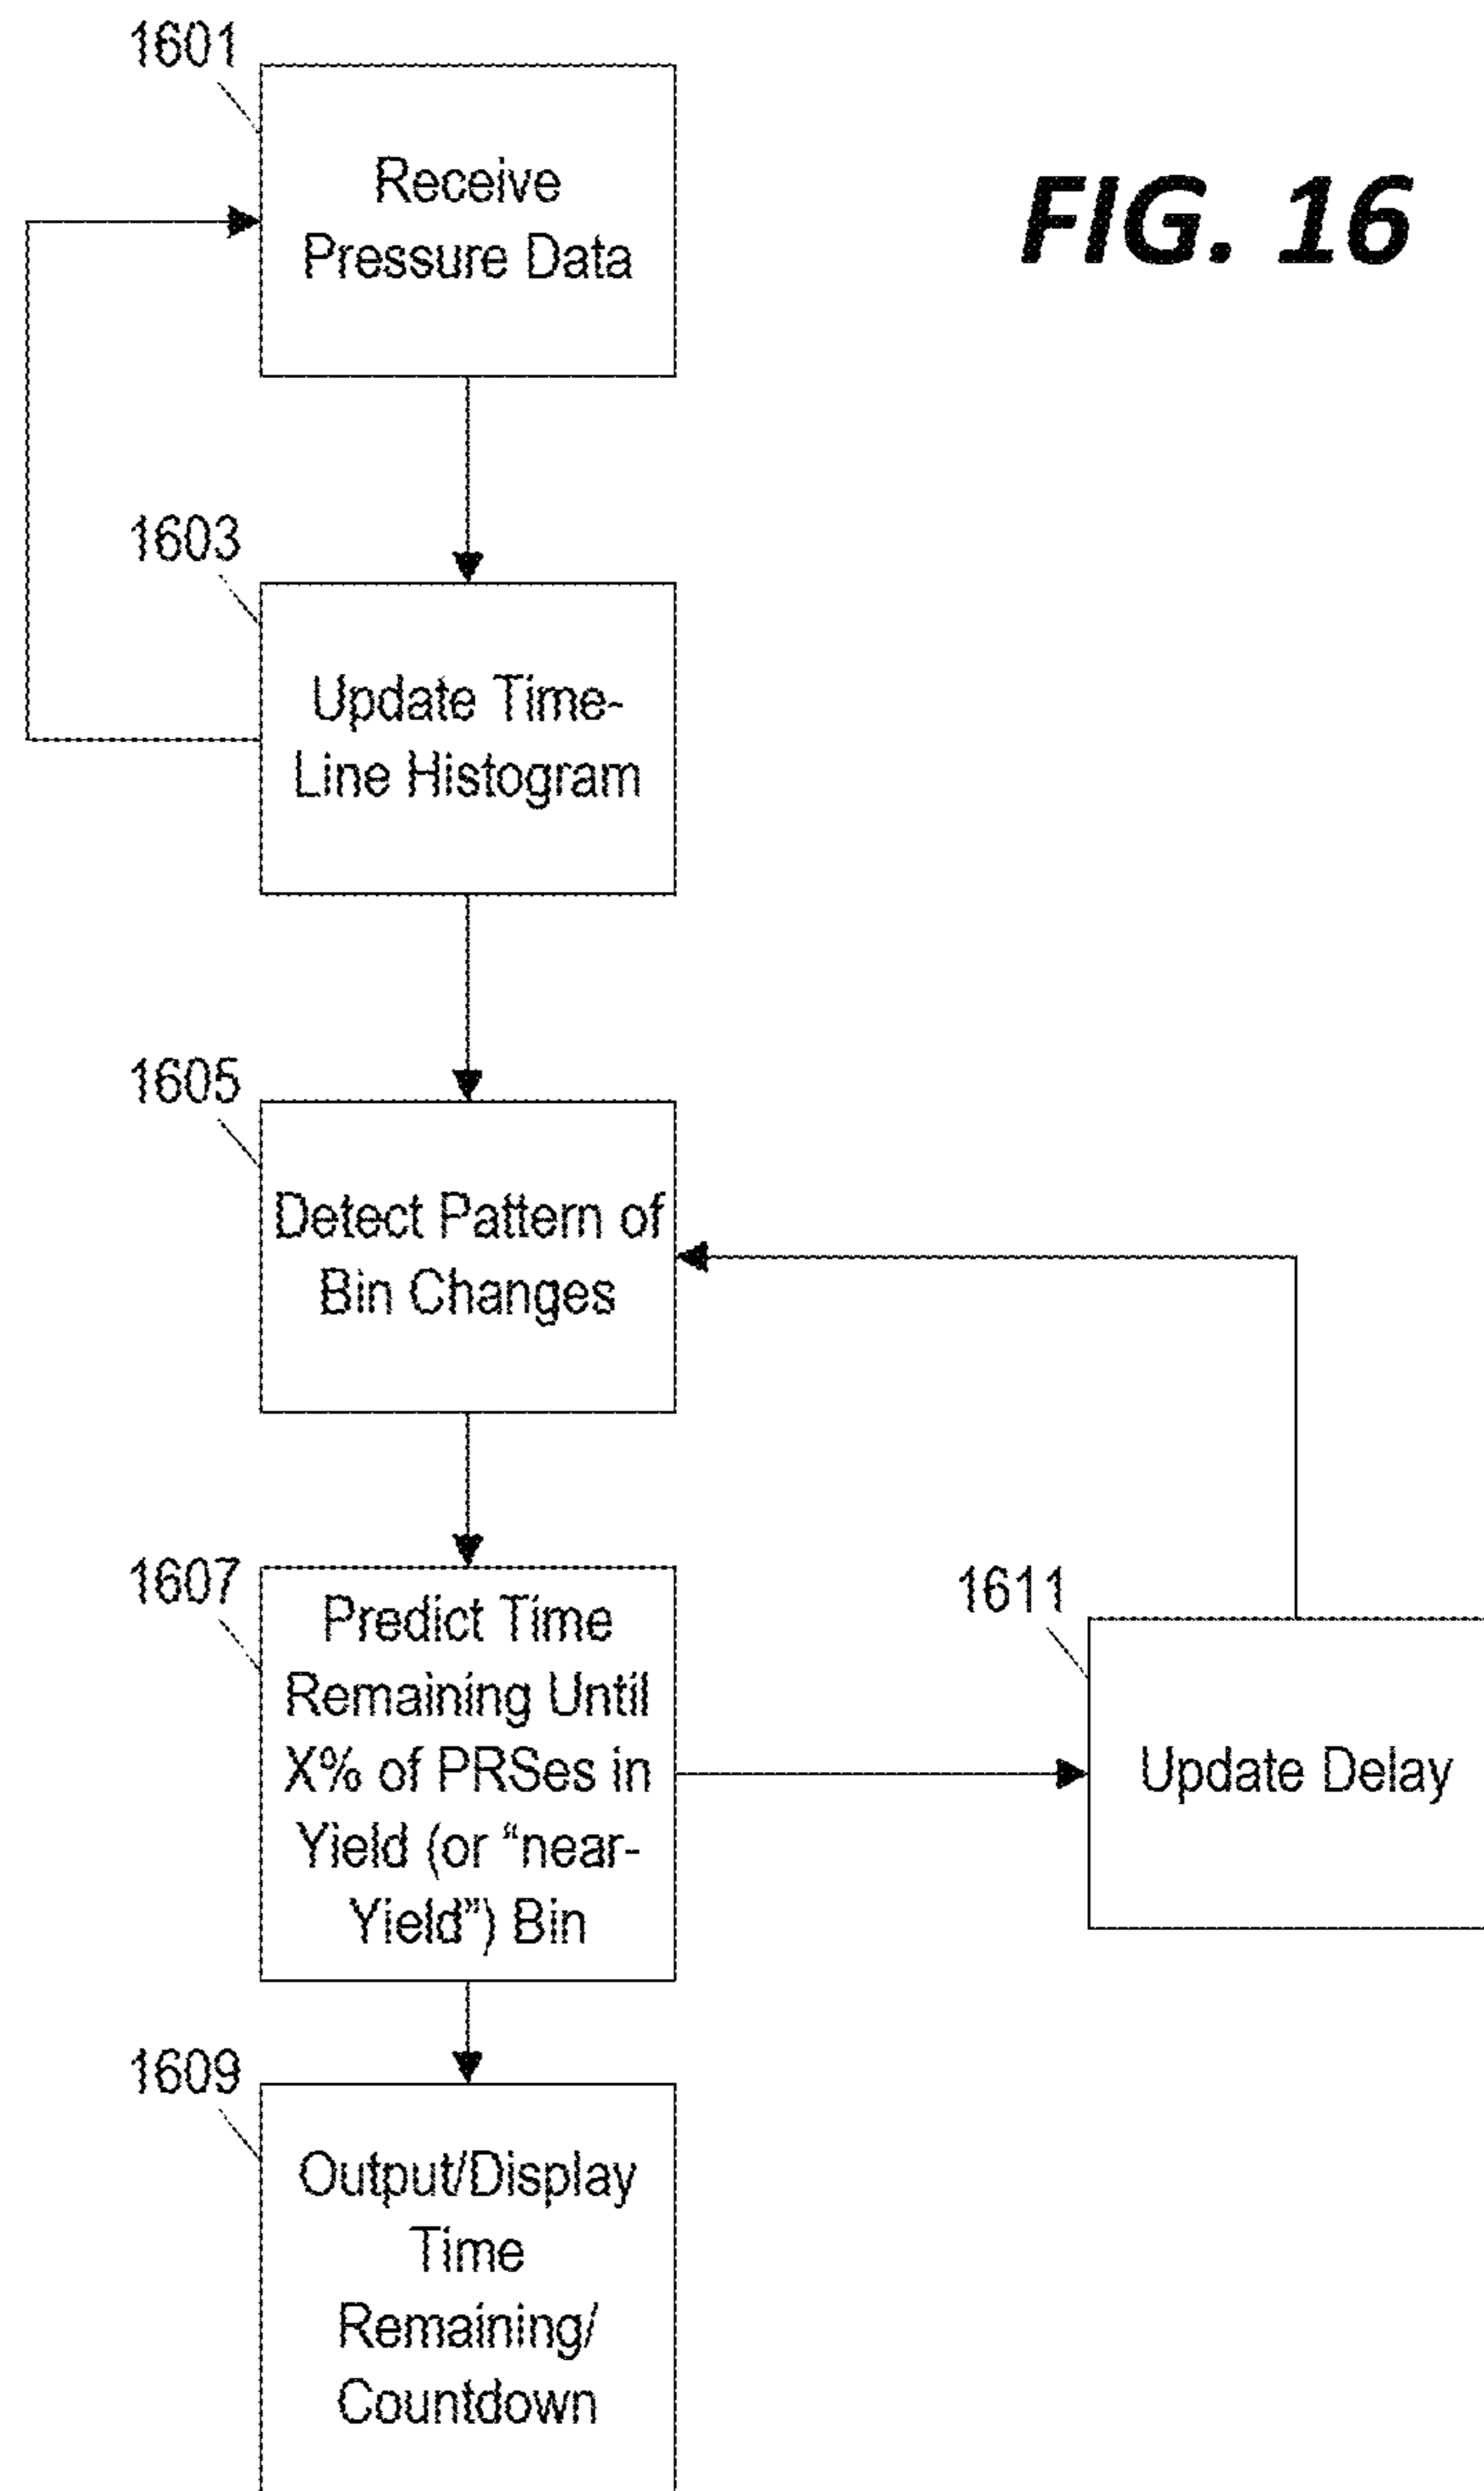 1601
Receive
Pressure Data
FIG. 16
1603
Update Time-
Line Histogram
1605
Detect Pattern of
Bin Changes
1607
Predict Time
Remaining Until
X% of PRSes in
Yield (or “near-
Yield”) Bin
1611
Update Delay
1609
Output/Display
Time
Remaining/
Countdown